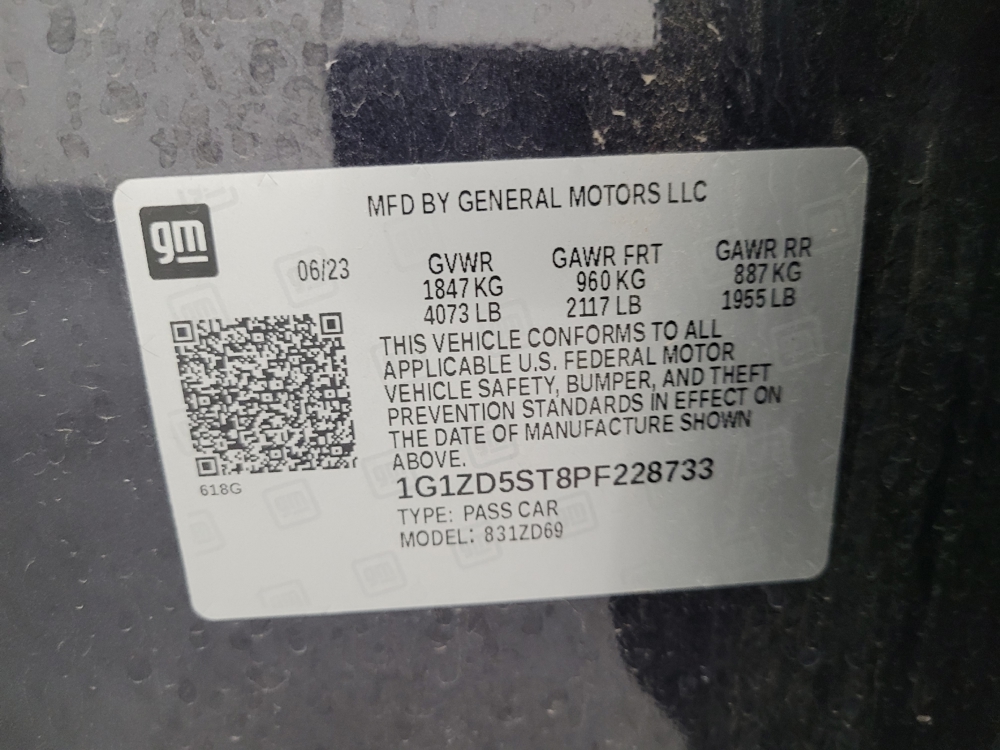 gm
MFD BY GENERAL MOTORS LLC
06/23
GVWR
1847 KG
4073 LB
GAWR FRT
960 KG
2117 LB
GAWR RR
887 KG
1955 LB
THIS VEHICLE CONFORMS TO ALL
APPLICABLE U.S. FEDERAL MOTOR
VEHICLE SAFETY, BUMPER, AND THEFT
PREVENTION STANDARDS IN EFFECT ON
THE DATE OF MANUFACTURE SHOWN
ABOVE.
618G
1G1ZD5ST8PF228733
TYPE: PASS CAR
MODEL: 831ZD69